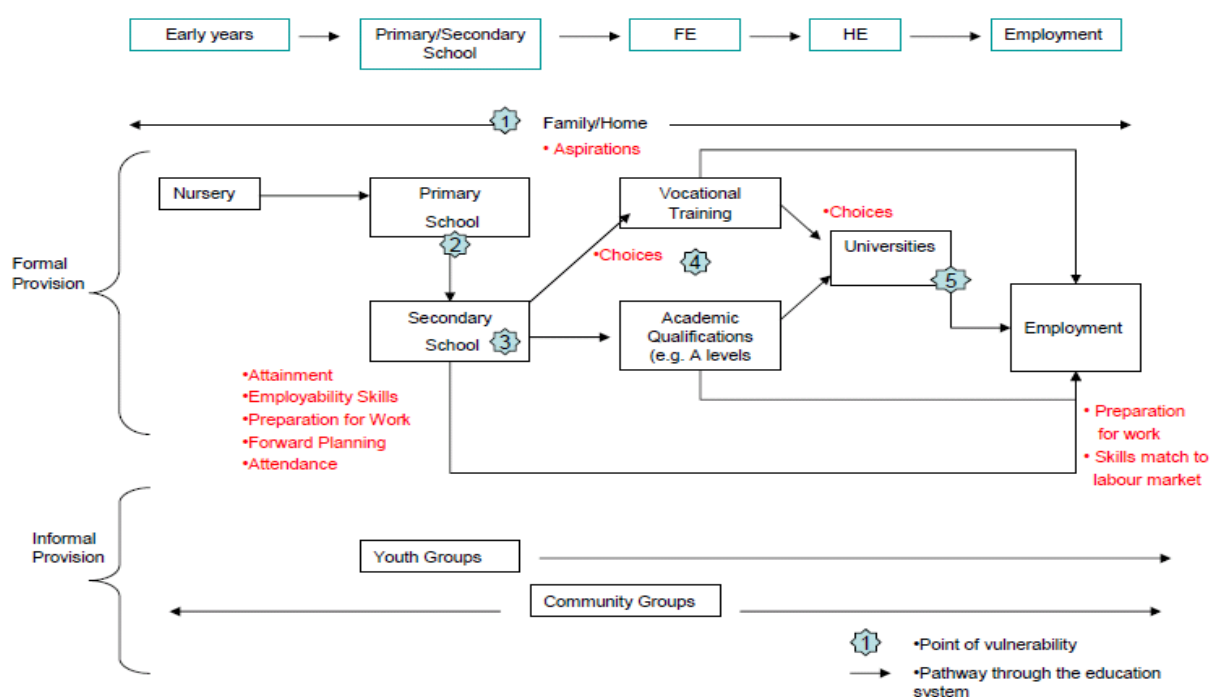 Early years
Primary/Secondary
School
FE
HE
Employment
1
Family/Home
• Aspirations
Nursery
Primary
School
2
Vocational
Training
•Choices
Universities
•Choices
4
5
Formal
Provision
Secondary
School
3
Academic
Qualifications
(e.g. A levels
Employment
•Attainment
•Employability Skills
•Preparation for Work
•Forward Planning
•Attendance
• Preparation
for work
• Skills match to
labour market
Informal
Provision
Youth Groups
Community Groups
1
•Point of vulnerability
•Pathway through the education
system